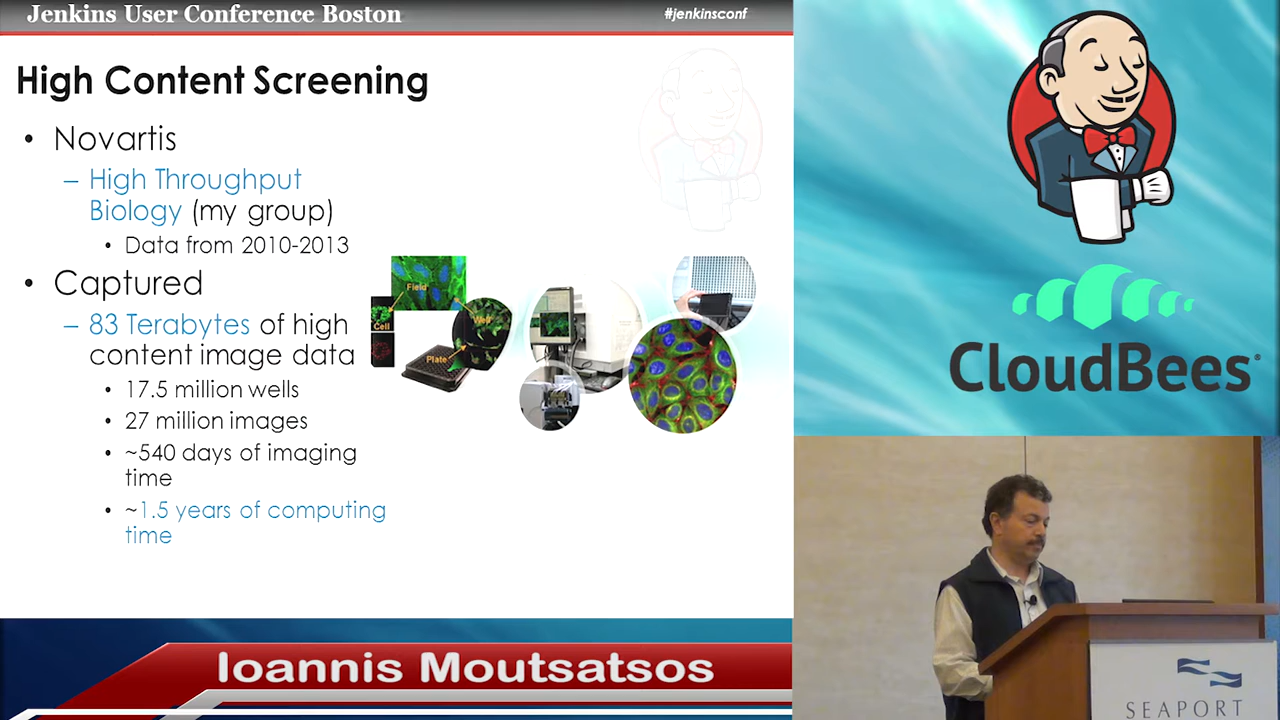 Jenkins User Conference Boston
#jenkinsconf
High Content Screening
• Novartis
– High Throughput
Biology (my group)
• Data from 2010-2013
• Captured
– 83 Terabytes of high
content image data
• 17.5 million wells
• 27 million images
• ~540 days of imaging
time
• ~1.5 years of computing
time
Field
Cell
Well
Plate
CloudBees®
Ioannis Moutsatsos
SEAPORT